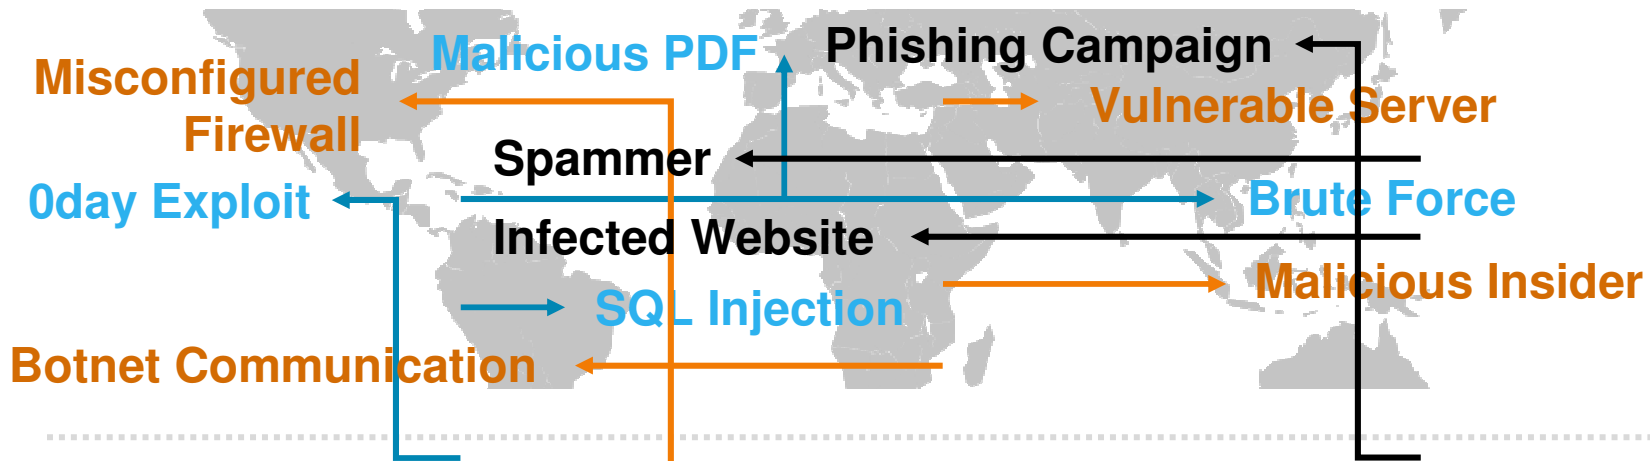 Malicious PDF
Phishing Campaign
Misconfigured
Firewall
Vulnerable Server
Spammer
0day Exploit
Brute Force
Infected Website
Malicious Insider
SQL Injection
Botnet Communication